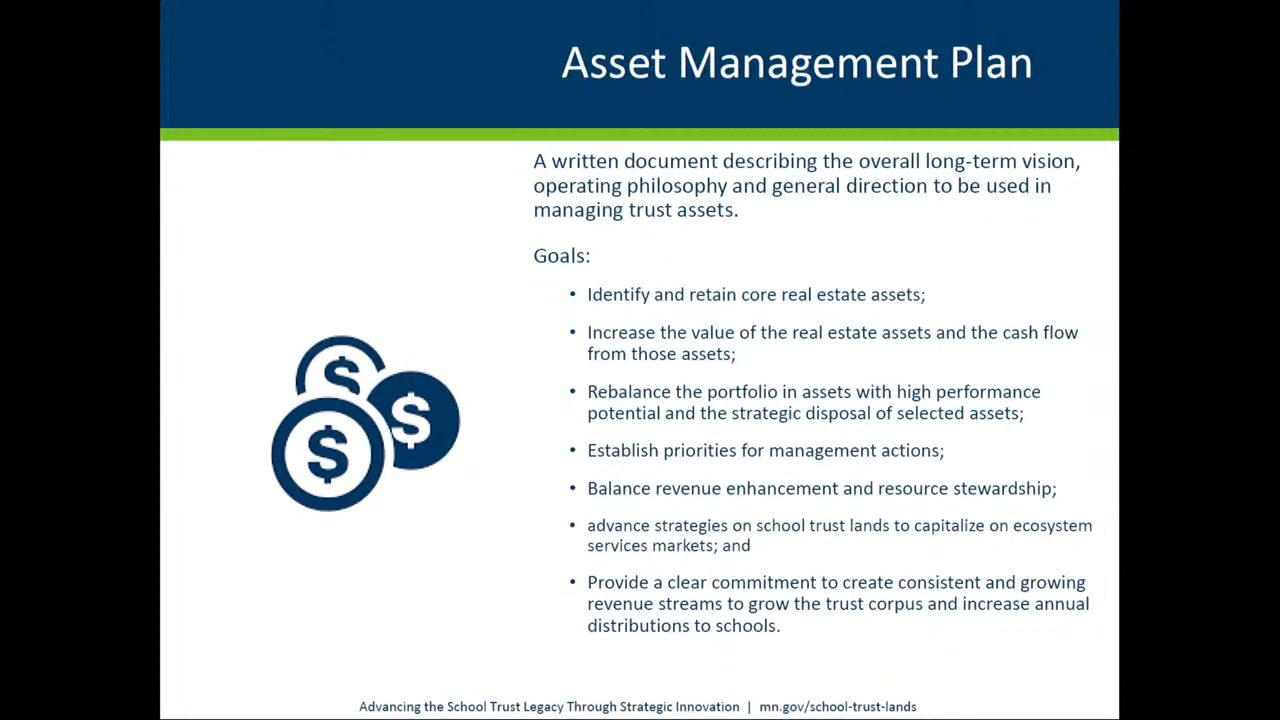 Asset Management Plan
A written document describing the overall long-term vision,
operating philosophy and general direction to be used in
managing trust assets.
Goals:
• Identify and retain core real estate assets;
• Increase the value of the real estate assets and the cash flow
from those assets;
• Rebalance the portfolio in assets with high performance
potential and the strategic disposal of selected assets;
• Establish priorities for management actions;
• Balance revenue enhancement and resource stewardship;
• advance strategies on school trust lands to capitalize on ecosystem
services markets; and
• Provide a clear commitment to create consistent and growing
revenue streams to grow the trust corpus and increase annual
distributions to schools.
$
$
$
Advancing the School Trust Legacy Through Strategic Innovation | mn.gov/school-trust-lands